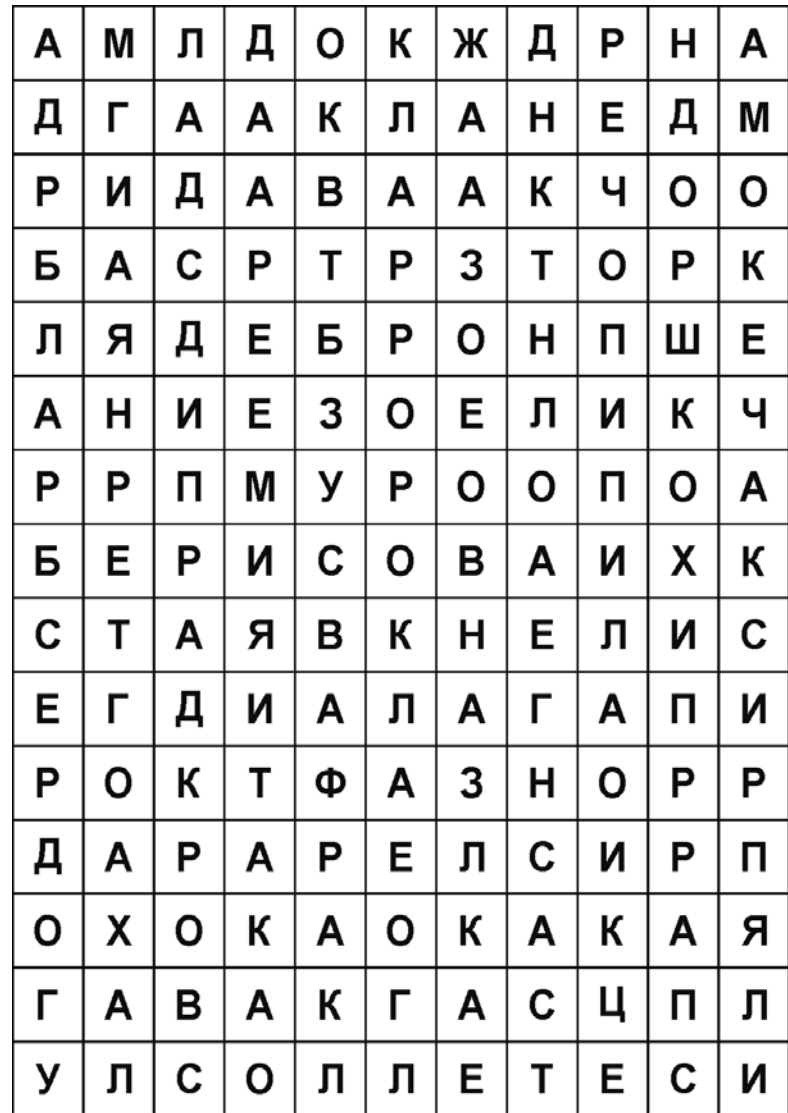 А М Л Д О К Ж Д Р Н А
Д Г А А К Л А Н Е Д М
Р И Д А В А А К Ч О О
Б А С Р Т Р З Т О Р К
Л Я Д Е Б Р О Н П Ш Е
А Н И Е З О Е Л И К Ч
Р Р П М У Р О О П О А
Б Е Р И С О В А И Х К
С Т А Я В К Н Е Л И С
Е Г Д И А Л А Г А П И
Р О К Т Ф А З Н О Р Р
Д А Р А Р Е Л С И Р П
О Х О К А О К А К А Я
Г А В А К Г А С Ц П Л
У Л С О Л Л Е Т Е С И